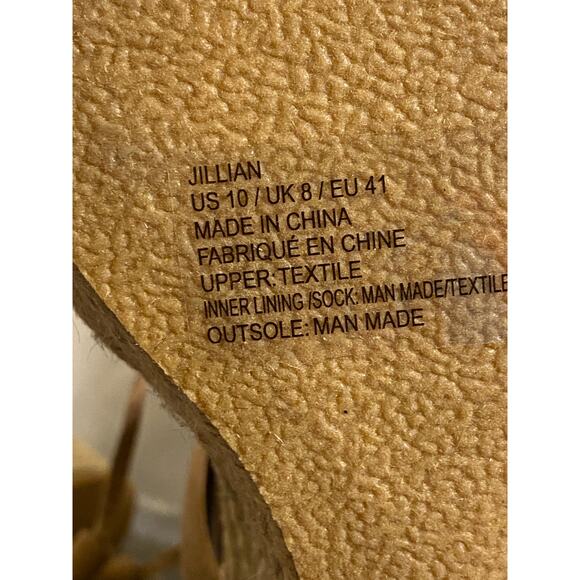 JILLIAN
US 10 / UK 8 / EU 41
MADE IN CHINA
FABRIQUÉ EN CHINE
UPPER: TEXTILE
INNER LINING /SOCK: MAN MADE/TEXTILE
OUTSOLE: MAN MADE